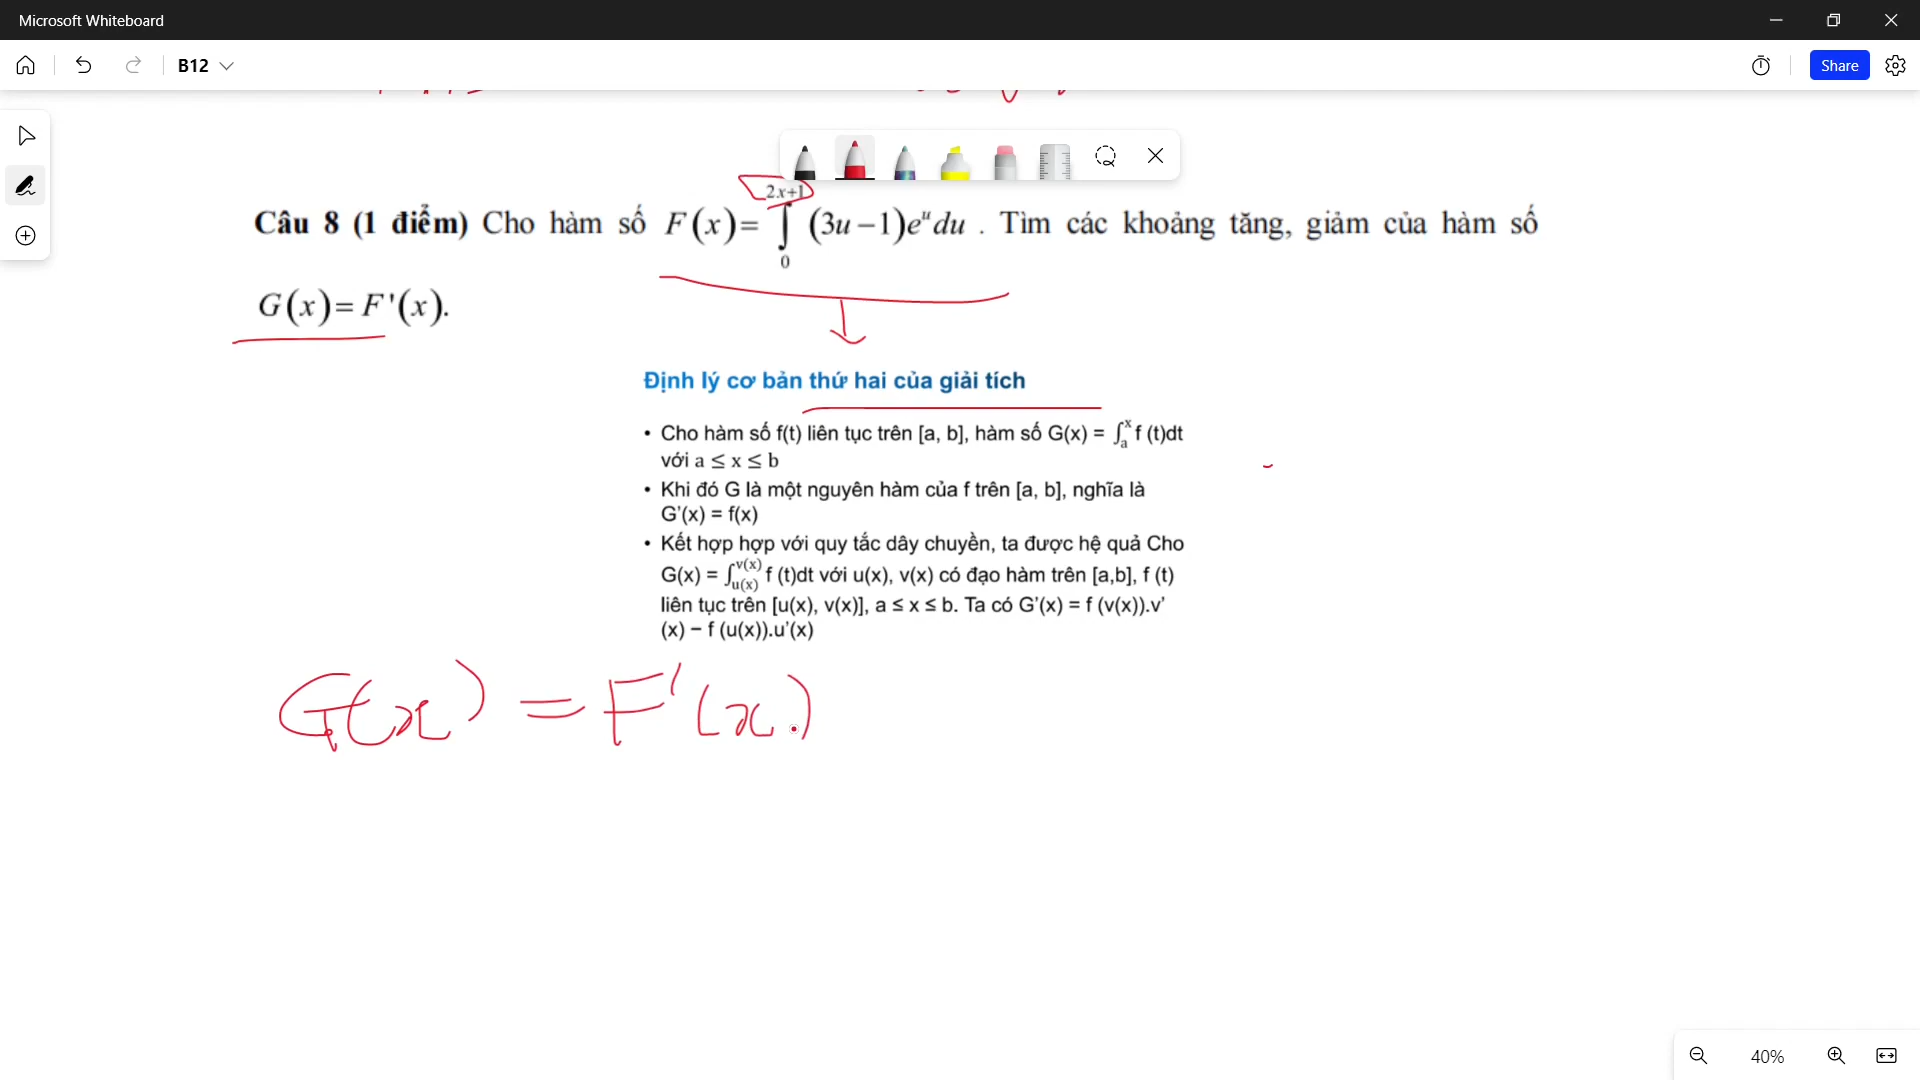 Microsoft Whiteboard
B12
Share
Câu 8 (1 điểm) Cho hàm số F(x)= ∫₀²ˣ⁺¹ (3u−1)eᵘdu . Tìm các khoảng tăng, giảm của hàm số
G(x)= F'(x).
Định lý cơ bản thứ hai của giải tích
• Cho hàm số f(t) liên tục trên [a, b], hàm số G(x) = ∫ₐˣ f (t)dt
với a ≤ x ≤ b
• Khi đó G là một nguyên hàm của f trên [a, b], nghĩa là
G'(x) = f(x)
• Kết hợp hợp với quy tắc dây chuyền, ta được hệ quả Cho
G(x) = ∫_{u(x)}^{v(x)} f (t)dt với u(x), v(x) có đạo hàm trên [a,b], f (t)
liên tục trên [u(x), v(x)], a ≤ x ≤ b. Ta có G'(x) = f (v(x)).v'
(x) − f (u(x)).u'(x)
G(x) = F'(x)
40%